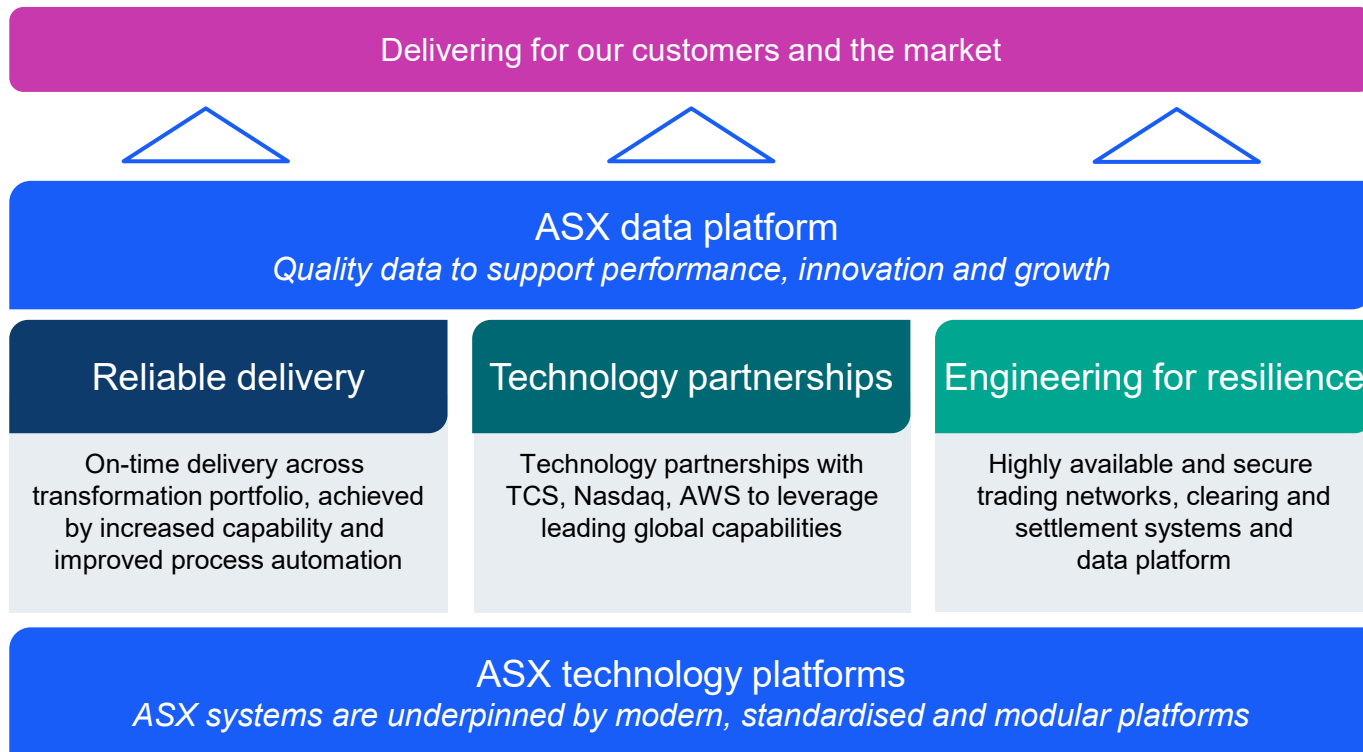 Delivering for our customers and the market
ASX data platform
Quality data to support performance, innovation and growth
Reliable delivery
On-time delivery across
transformation portfolio, achieved
by increased capability and
improved process automation
Technology partnerships
Technology partnerships with
TCS, Nasdaq, AWS to leverage
leading global capabilities
Engineering for resilience
Highly available and secure
trading networks, clearing and
settlement systems and
data platform
ASX technology platforms
ASX systems are underpinned by modern, standardised and modular platforms